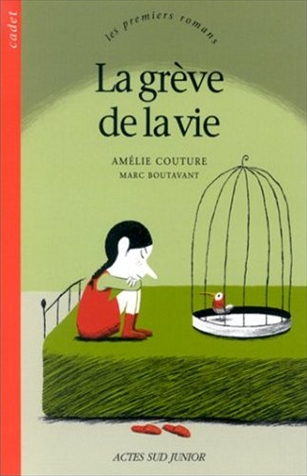 cadet
les premiers romans
La grève
de la vie
AMÉLIE COUTURE
MARC BOUTAVANT
ACTES SUD JUNIOR